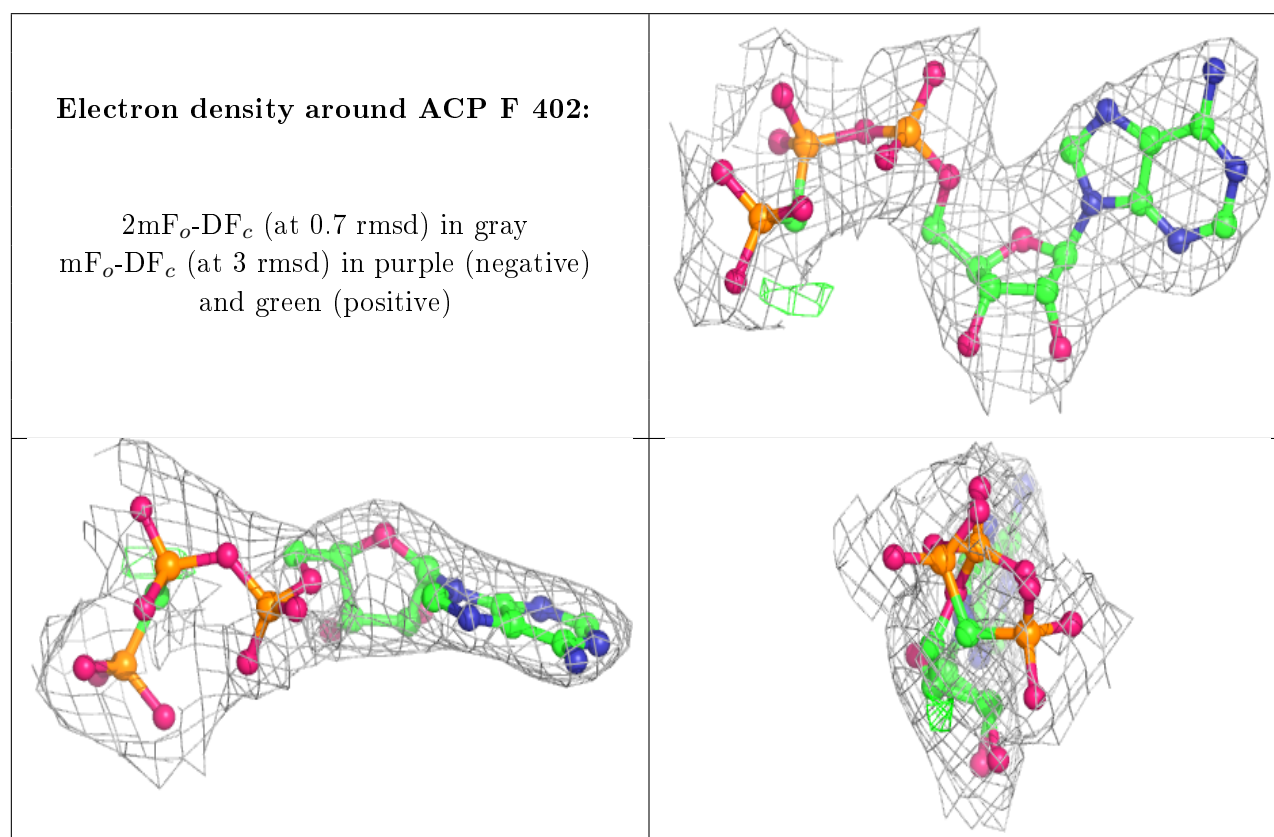 Electron density around ACP F 402:
2mFₒ-DF𝒸 (at 0.7 rmsd) in gray
mFₒ-DF𝒸 (at 3 rmsd) in purple (negative)
and green (positive)